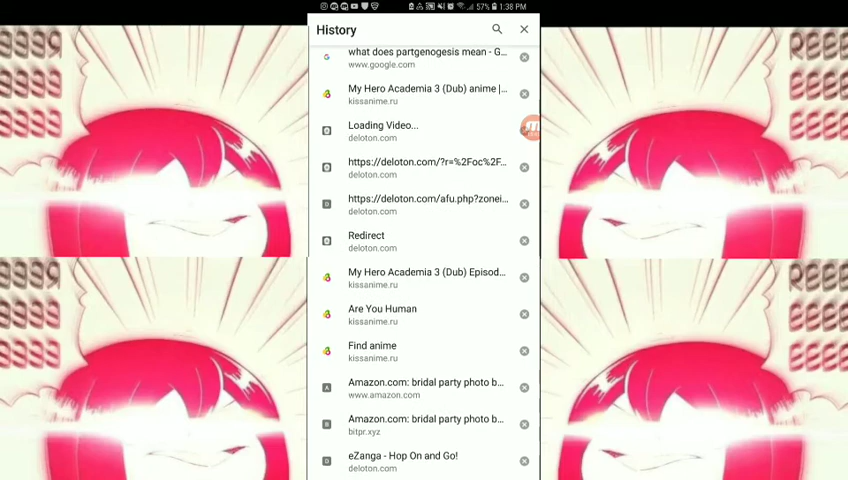 57% 1:38 PM
History
what does partgenogesis mean - G...
www.google.com
My Hero Academia 3 (Dub) anime |...
kissanime.ru
Loading Video...
deloton.com
https://deloton.com/?r=%2Foc%2F...
deloton.com
https://deloton.com/afu.php?zonei...
deloton.com
Redirect
deloton.com
My Hero Academia 3 (Dub) Episod...
kissanime.ru
Are You Human
kissanime.ru
Find anime
kissanime.ru
A
Amazon.com: bridal party photo b...
www.amazon.com
B
Amazon.com: bridal party photo b...
bitpr.xyz
D
eZanga - Hop On and Go!
deloton.com